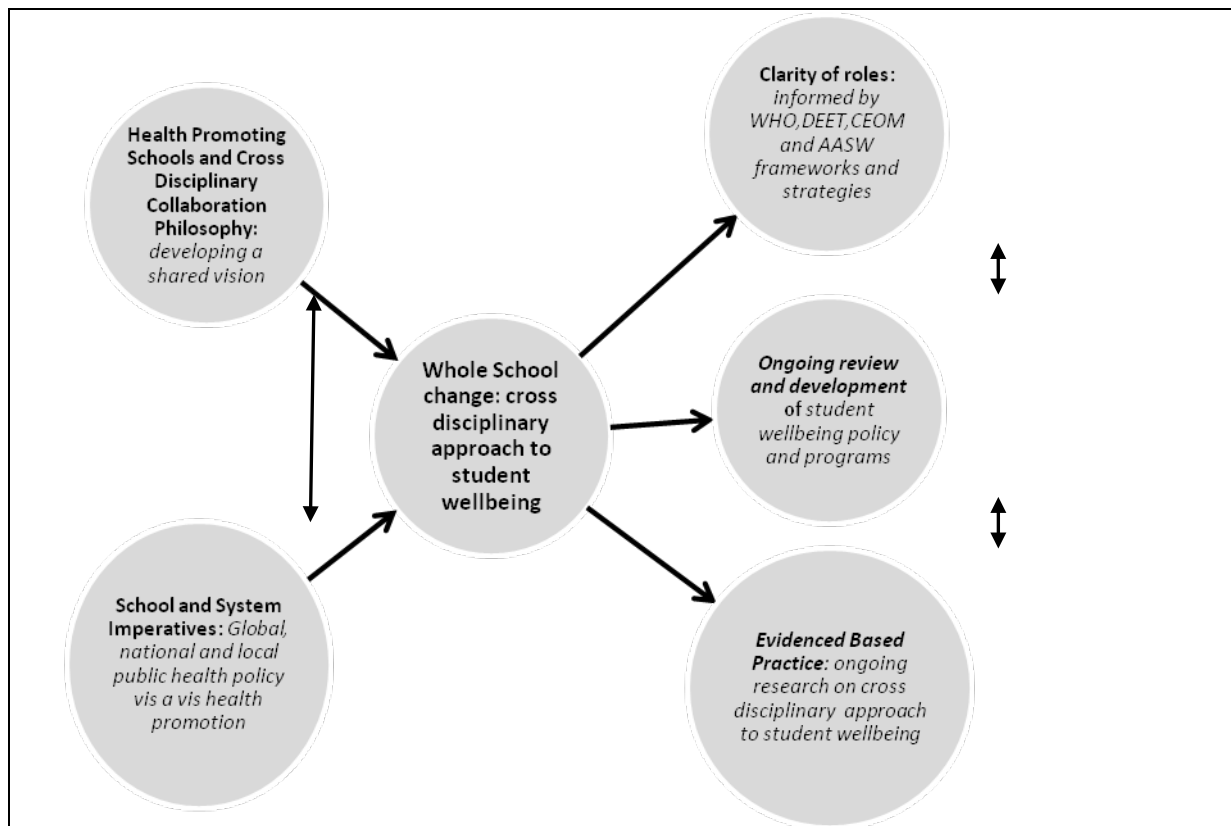 Health Promoting
Schools and Cross
Disciplinary
Collaboration
Philosophy:
developing a
shared vision
School and System
Imperatives: Global,
national and local
public health policy
vis a vis health
promotion
Whole School
change: cross
disciplinary
approach to
student
wellbeing
Clarity of roles:
informed by
WHO,DEET,CEOM
and AASW
frameworks and
strategies
Ongoing review
and development
of student
wellbeing policy
and programs
Evidenced Based
Practice: ongoing
research on cross
disciplinary approach
to student wellbeing